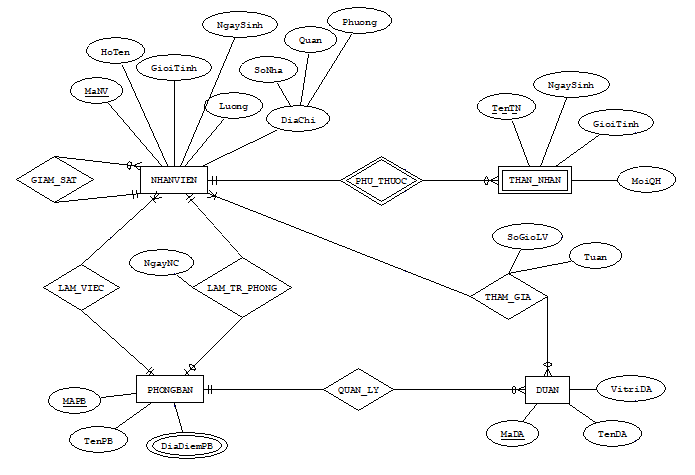 Phuong
NgaySinh
Quan
HoTen
GioiTinh
SoNha
MaNV
Luong
DiaChi
NgaySinh
TenTN
GioiTinh
GIAM_SAT
NHANVIEN
PHU_THUOC
THAN_NHAN
MoiQH
SoGioLV
Tuan
NgayNC
LAM_VIEC
LAM_TR_PHONG
THAM_GIA
PHONGBAN
QUAN_LY
DUAN
VitriDA
MAPB
TenPB
DiaDiemPB
MaDA
TenDA